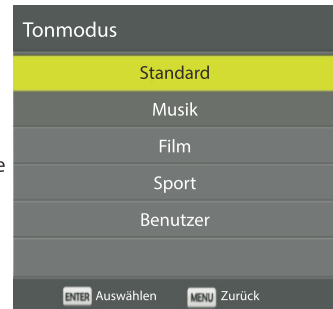 Tonmodus
Standard
Musik
Film
e
Sport
Benutzer
ENTER Auswählen MENU Zurück